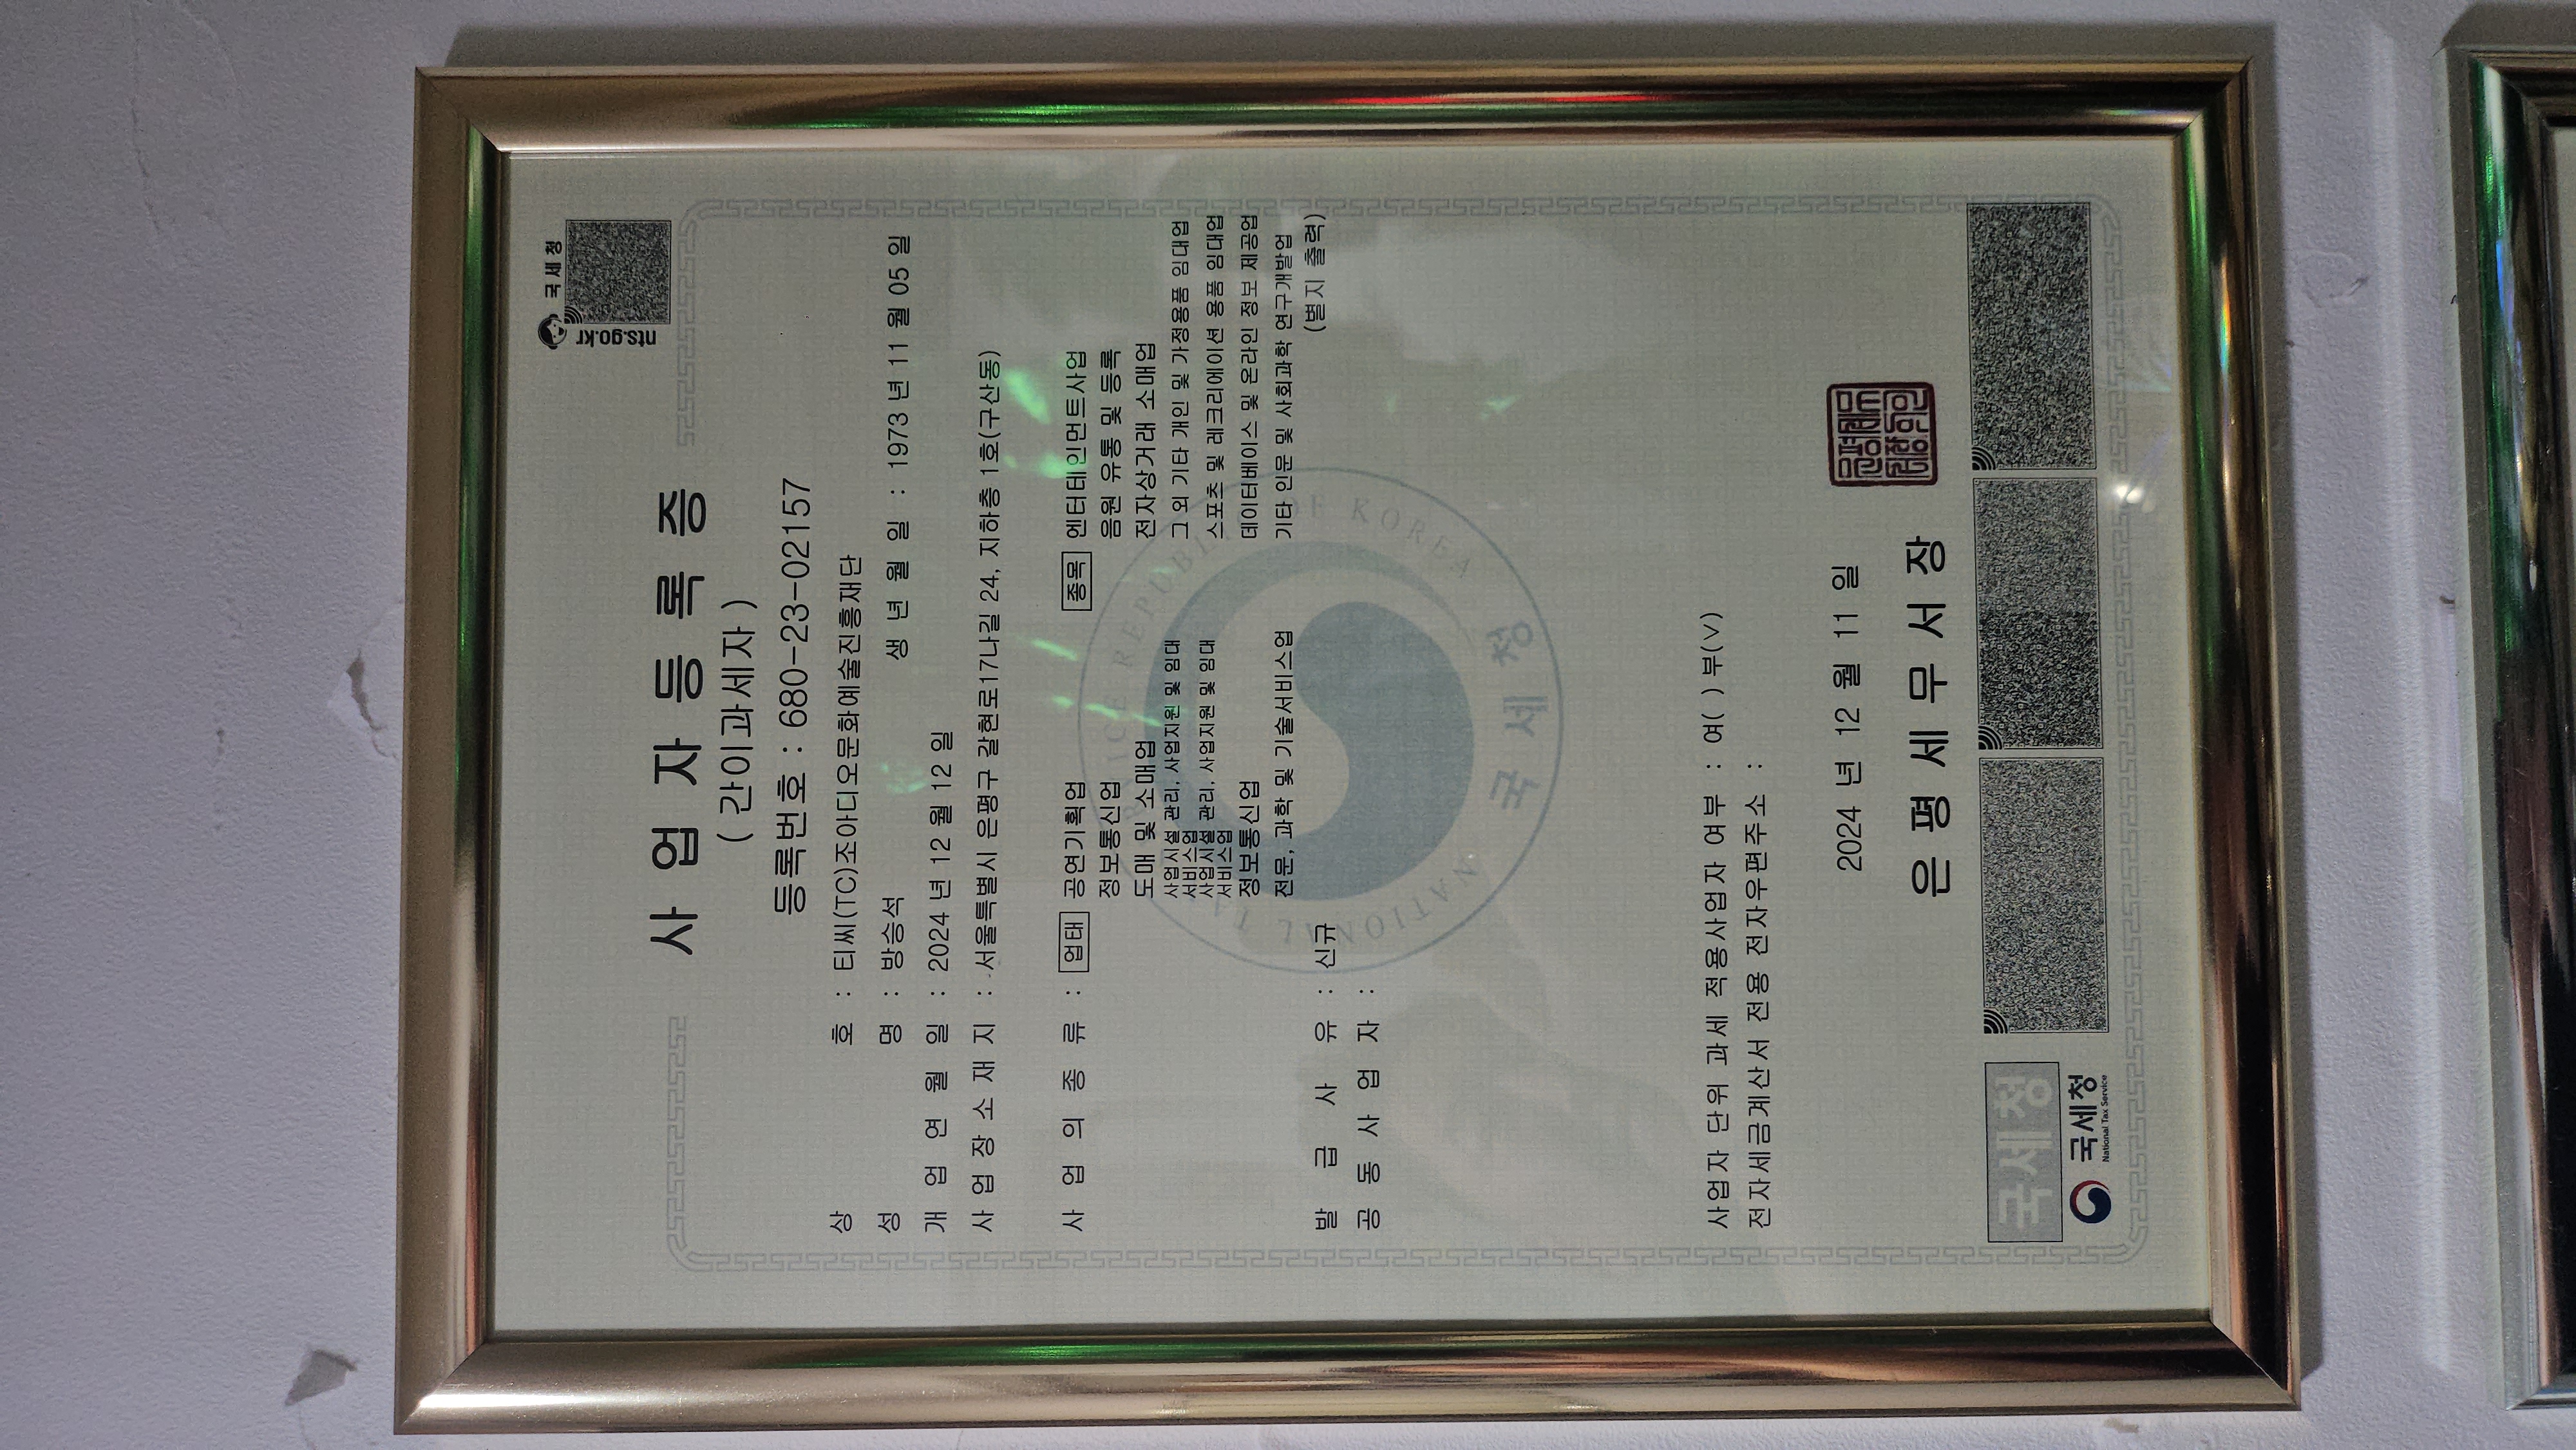 국세청
nts.go.kr
사업자등록증
( 간이과세자 )
등록번호 : 680-23-02157
상호 : 티씨(TC)조아디오문화예술진흥재단
성명 : 방승석 생년월일 : 1973 년 11 월 05 일
개업연월일 : 2024 년 12 월 12 일
사업장소재지 : 서울특별시 은평구 갈현로17나길 24, 지하층 1호(구산동)
사업의종류 : 업태 공연기획업 종목 엔터테인먼트사업
정보통신업 음원 유통 및 등록
도매 및 소매업 전자상거래 소매업
사업시설 관리, 사업지원 및 임대 서비스업 그 외 기타 개인 및 가정용품 임대업
사업시설 관리, 사업지원 및 임대 서비스업 스포츠 및 레크리에이션 용품 임대업
정보통신업 데이터베이스 및 온라인 정보 제공업
전문, 과학 및 기술서비스업 기타 인문 및 사회과학 연구개발업
(별지 출력)
발급사유 : 신규
공동사업자 :
NATIONAL TAX SERVICE REPUBLIC OF KOREA
국세청
사업자 단위 과세 적용사업자 여부 : 여( ) 부(∨)
전자세금계산서 전용 전자우편주소 :
2024 년 12 월 11 일
은평세무서장
국세청
국세청
National Tax Service